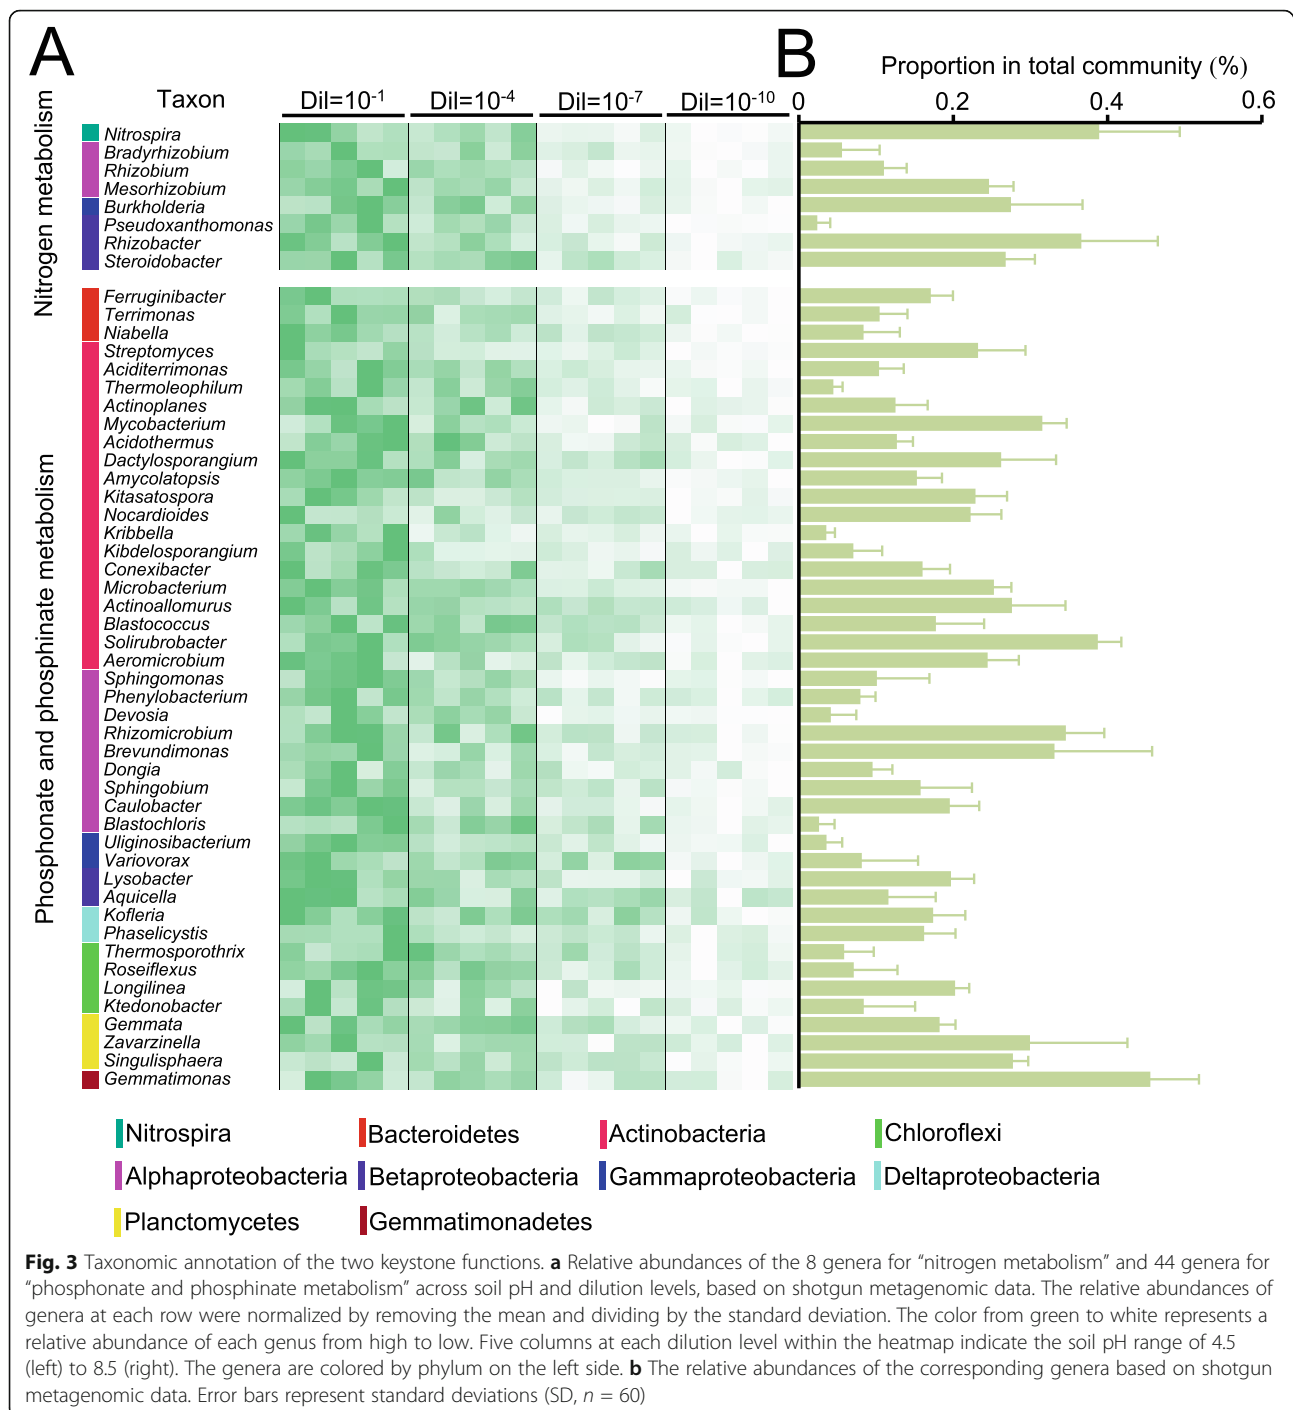 A
B
Proportion in total community (%)
Taxon
Dil=10-1
Dil=10-4
Dil=10-7
Dil=10-10
0
0.2
0.4
0.6
Nitrogen metabolism
Nitrospira
Bradyrhizobium
Rhizobium
Mesorhizobium
Burkholderia
Pseudoxanthomonas
Rhizobacter
Steroidobacter
Phosphonate and phosphinate metabolism
Ferruginibacter
Terrimonas
Niabella
Streptomyces
Aciditerrimonas
Thermoleophilum
Actinoplanes
Mycobacterium
Acidothermus
Dactylosporangium
Amycolatopsis
Kitasatospora
Nocardioides
Kribbella
Kibdelosporangium
Conexibacter
Microbacterium
Actinoallomurus
Blastococcus
Solirubrobacter
Aeromicrobium
Sphingomonas
Phenylobacterium
Devosia
Rhizomicrobium
Brevundimonas
Dongia
Sphingobium
Caulobacter
Blastochloris
Uliginosibacterium
Variovorax
Lysobacter
Aquicella
Kofleria
Phaselicystis
Thermosporothrix
Roseiflexus
Longilinea
Ktedonobacter
Gemmata
Zavarzinella
Singulisphaera
Gemmatimonas
Nitrospira
Bacteroidetes
Actinobacteria
Chloroflexi
Alphaproteobacteria
Betaproteobacteria
Gammaproteobacteria
Deltaproteobacteria
Planctomycetes
Gemmatimonadetes
Fig. 3 Taxonomic annotation of the two keystone functions. a Relative abundances of the 8 genera for “nitrogen metabolism” and 44 genera for
“phosphonate and phosphinate metabolism” across soil pH and dilution levels, based on shotgun metagenomic data. The relative abundances of
genera at each row were normalized by removing the mean and dividing by the standard deviation. The color from green to white represents a
relative abundance of each genus from high to low. Five columns at each dilution level within the heatmap indicate the soil pH range of 4.5
(left) to 8.5 (right). The genera are colored by phylum on the left side. b The relative abundances of the corresponding genera based on shotgun
metagenomic data. Error bars represent standard deviations (SD, n = 60)